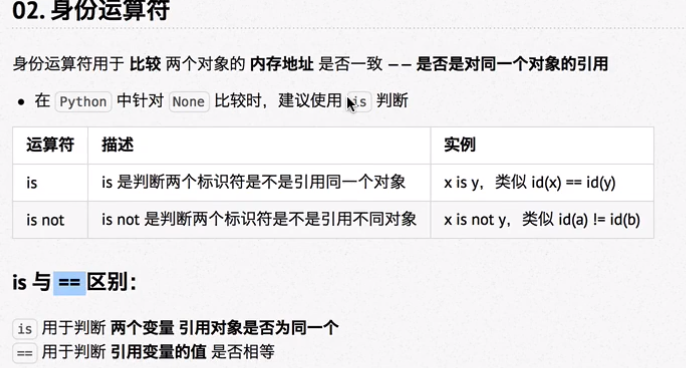 02. 身份运算符
身份运算符用于 比较 两个对象的 内存地址 是否一致 -- 是否是对同一个对象的引用
• 在 Python 中针对 None 比较时，建议使用 is 判断
运算符 描述 实例
is is 是判断两个标识符是不是引用同一个对象 x is y，类似 id(x) == id(y)
is not is not 是判断两个标识符是不是引用不同对象 x is not y，类似 id(a) != id(b)
is 与 == 区别：
is 用于判断 两个变量 引用对象是否为同一个
== 用于判断 引用变量的值 是否相等